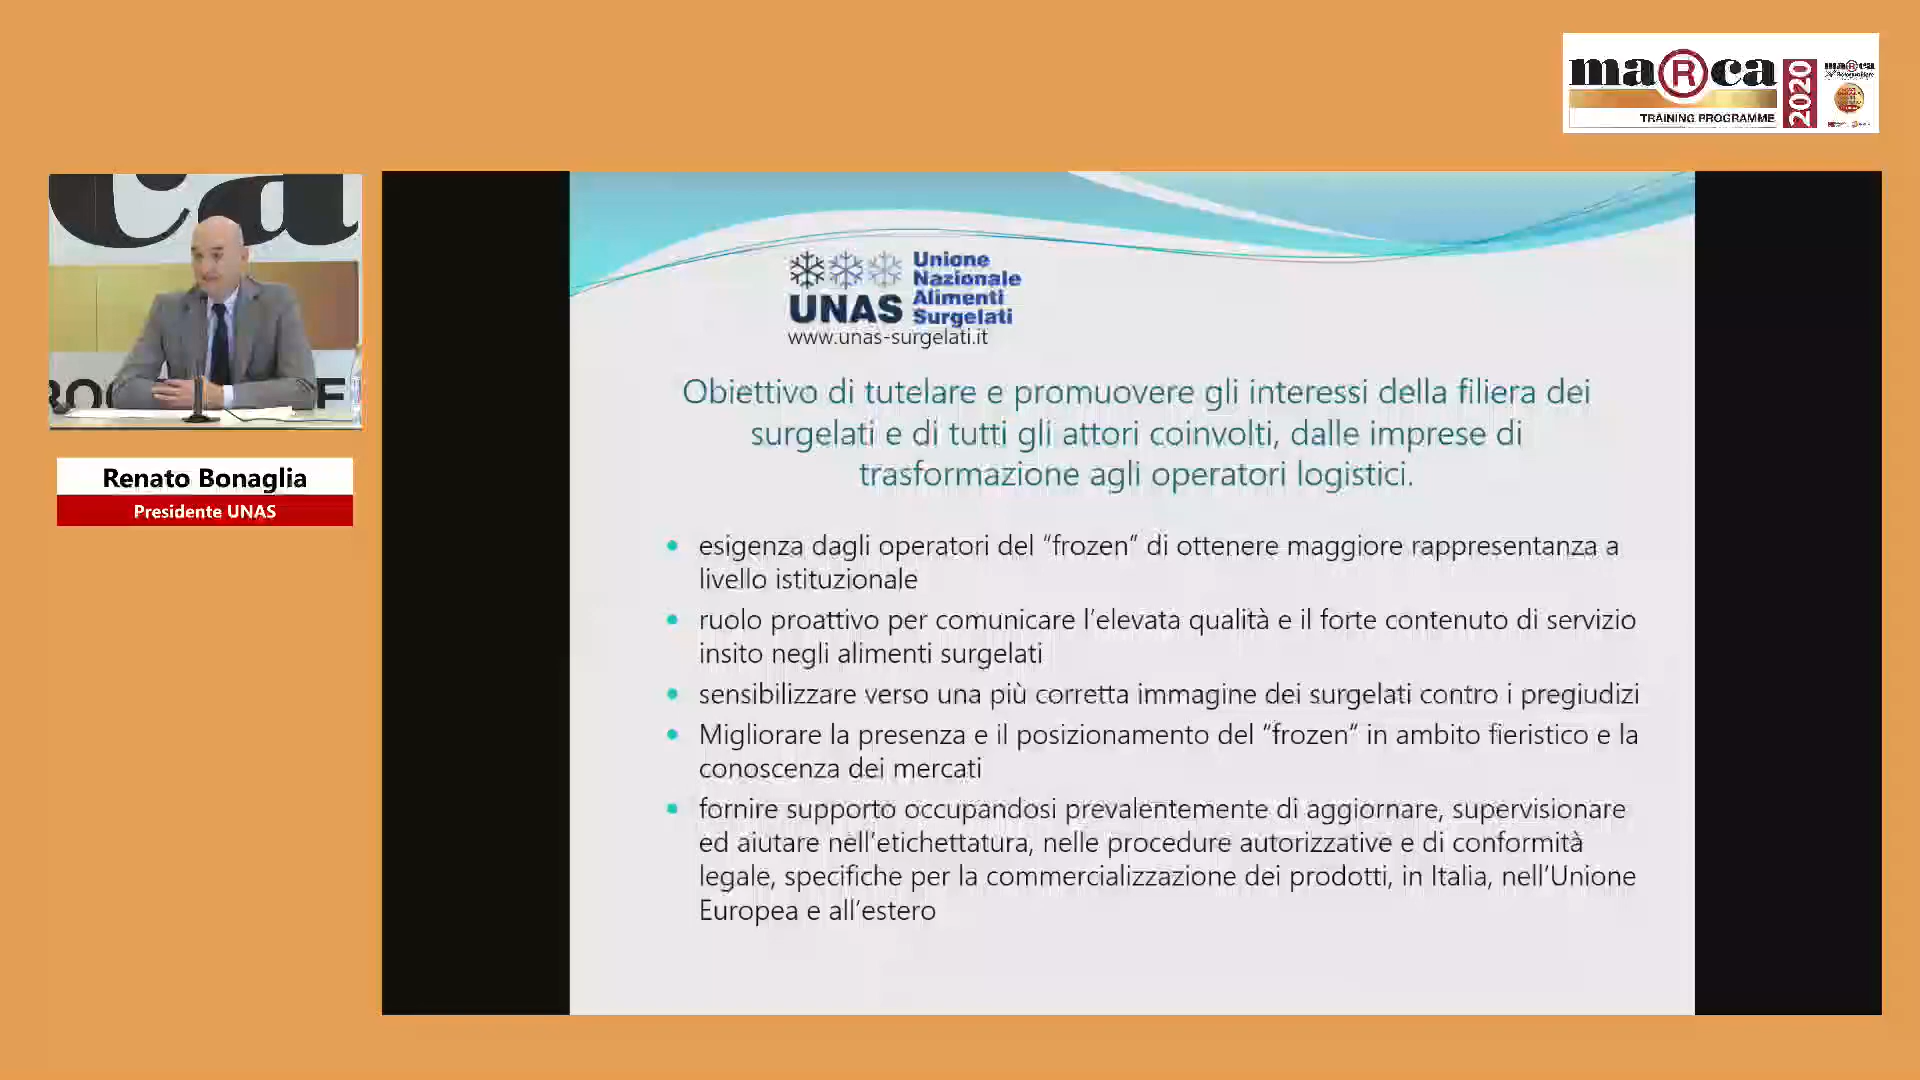 maRca
TRAINING PROGRAMME
2020
maRca
Renato Bonaglia
Presidente UNAS
UNAS
Unione
Nazionale
Alimenti
Surgelati
www.unas-surgelati.it
Obiettivo di tutelare e promuovere gli interessi della filiera dei
surgelati e di tutti gli attori coinvolti, dalle imprese di
trasformazione agli operatori logistici.
• esigenza dagli operatori del “frozen” di ottenere maggiore rappresentanza a
livello istituzionale
• ruolo proattivo per comunicare l’elevata qualità e il forte contenuto di servizio
insito negli alimenti surgelati
• sensibilizzare verso una più corretta immagine dei surgelati contro i pregiudizi
• Migliorare la presenza e il posizionamento del “frozen” in ambito fieristico e la
conoscenza dei mercati
• fornire supporto occupandosi prevalentemente di aggiornare, supervisionare
ed aiutare nell’etichettatura, nelle procedure autorizzative e di conformità
legale, specifiche per la commercializzazione dei prodotti, in Italia, nell’Unione
Europea e all’estero